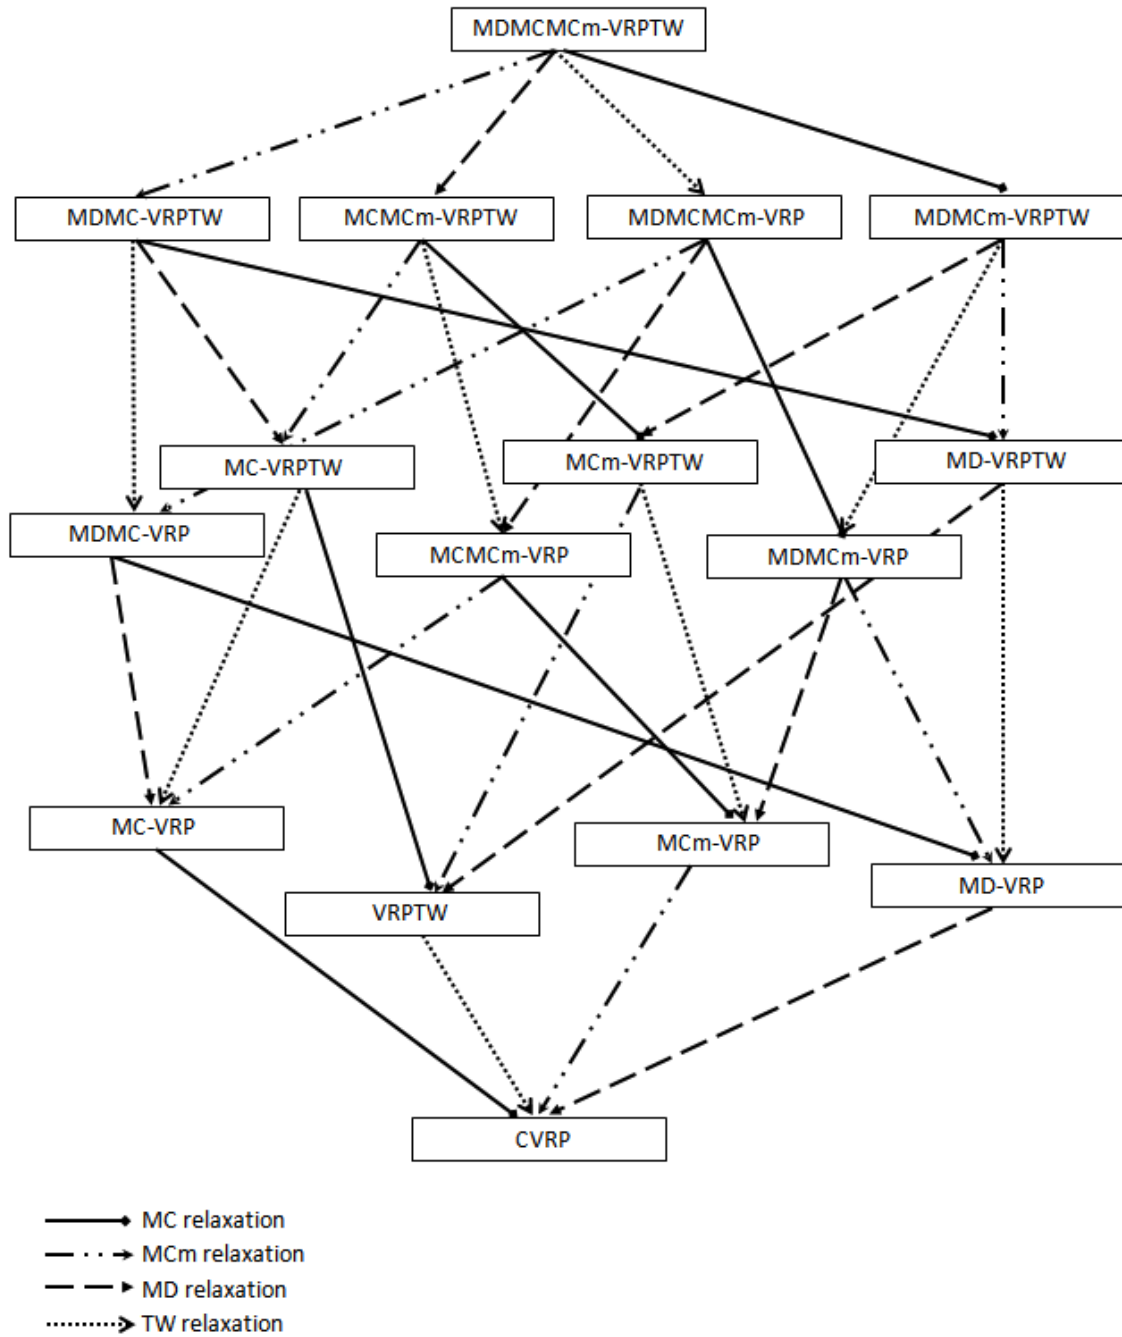 MDMCMCm-VRPTW
MDMC-VRPTW
MCMCm-VRPTW
MDMCMCm-VRP
MDMCm-VRPTW
MC-VRPTW
MCm-VRPTW
MD-VRPTW
MDMC-VRP
MCMCm-VRP
MDMCm-VRP
MC-VRP
MCm-VRP
MD-VRP
VRPTW
CVRP
MC relaxation
MCm relaxation
MD relaxation
TW relaxation